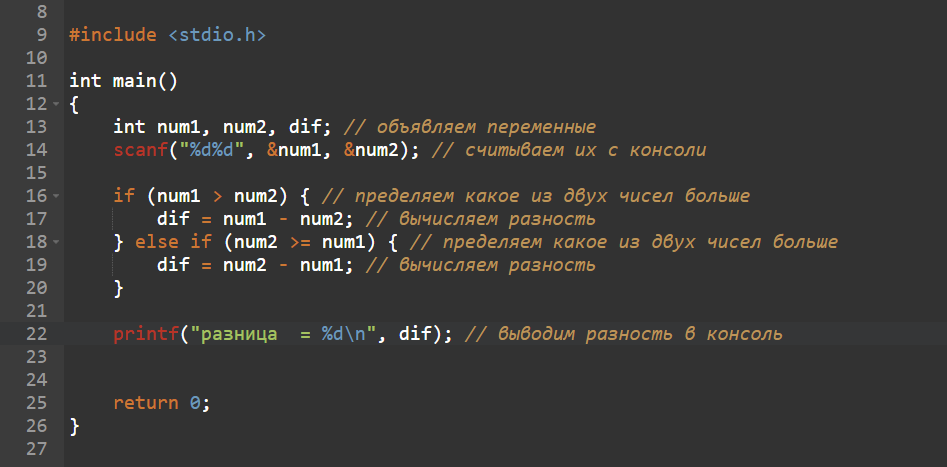 8
9 #include <stdio.h>
10
11 int main()
12 {
13     int num1, num2, dif; // объявляем переменные
14     scanf("%d%d", &num1, &num2); // считываем их с консоли
15
16     if (num1 > num2) { // пределяем какое из двух чисел больше
17         dif = num1 - num2; // вычисляем разность
18     } else if (num2 >= num1) { // пределяем какое из двух чисел больше
19         dif = num2 - num1; // вычисляем разность
20     }
21
22     printf("разница  = %d\n", dif); // выводим разность в консоль
23
24
25     return 0;
26 }
27